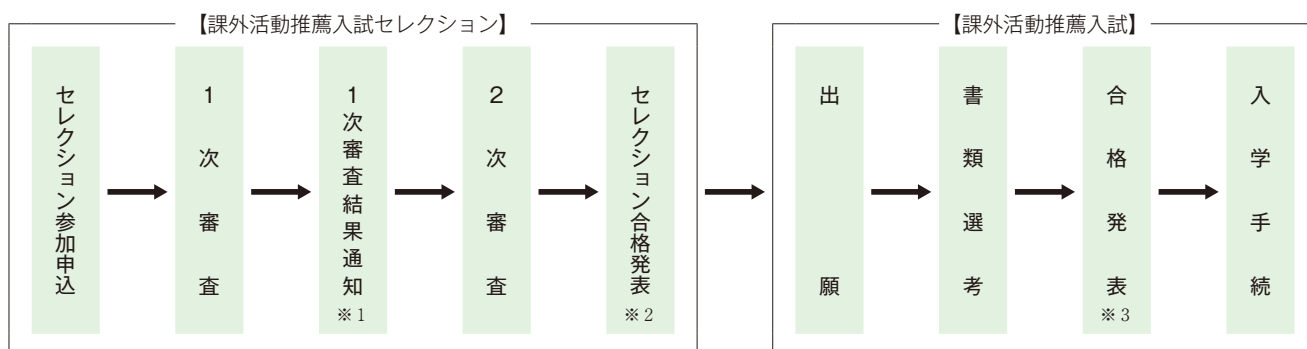 【課外活動推薦入試セレクション】
セレクション参加申込
1次審査
1次審査結果通知
※1
2次審査
セレクション合格発表
※2
【課外活動推薦入試】
出願
書類選考
合格発表
※3
入学手続